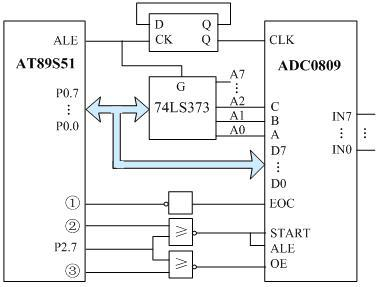 D Q
ALE CK Q CLK
AT89S51 ADC0809
G A7
P0.7 74LS373 A2 C
A1 B IN7
P0.0 A0 A
D7 IN0
D0
① EOC
② ≥ START
P2.7 ALE
③ ≥ OE